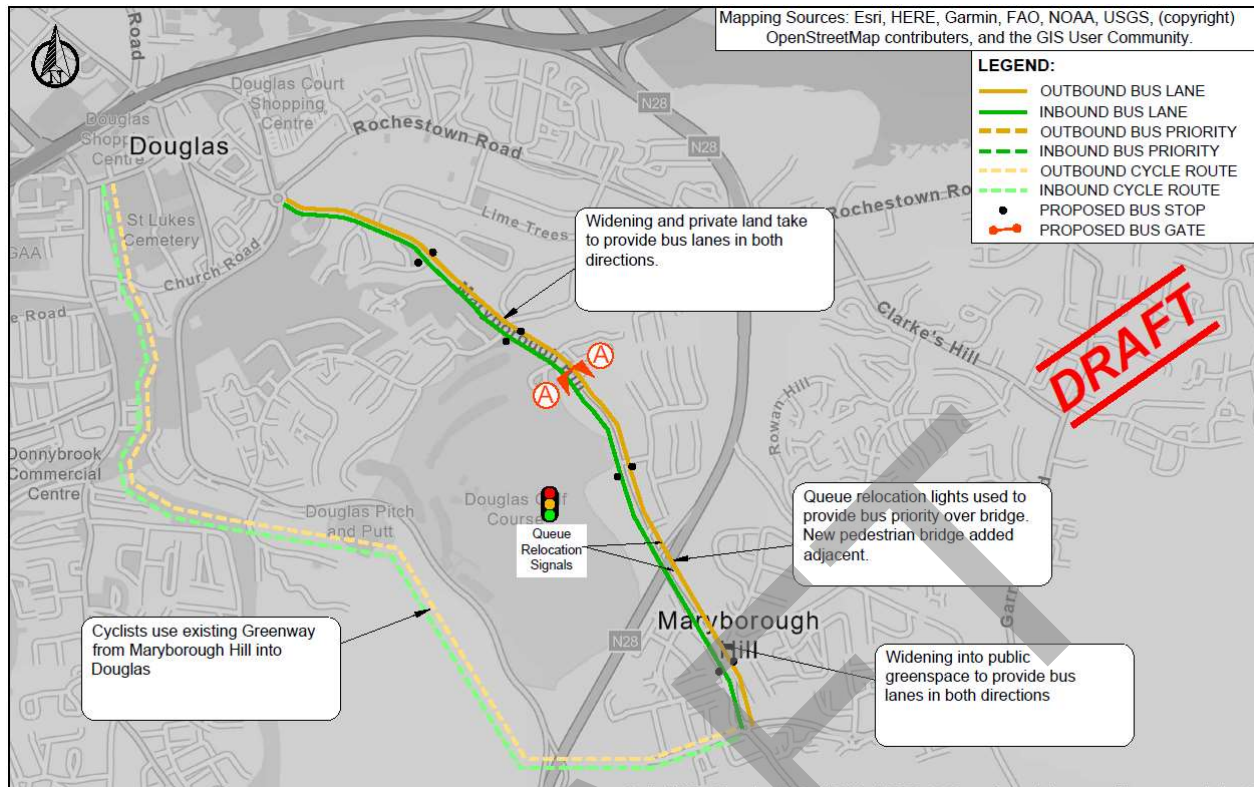 Mapping Sources: Esri, HERE, Garmin, FAO, NOAA, USGS, (copyright)
OpenStreetMap contributers, and the GIS User Community.
LEGEND:
OUTBOUND BUS LANE
INBOUND BUS LANE
OUTBOUND BUS PRIORITY
INBOUND BUS PRIORITY
OUTBOUND CYCLE ROUTE
INBOUND CYCLE ROUTE
PROPOSED BUS STOP
PROPOSED BUS GATE
N
Road
Douglas Court
Shopping
Centre
N28
N28
Rochestown Road
Douglas
Centre
Douglas
Lime Trees
Rochestown
St Lukes
Cemetery
GAA
Church Road
Road
Widening and private land take
to provide bus lanes in both
directions.
Clarke's Hill
DRAFT
A
A
Rowan Hill
Donnybrook
Commercial
Centre
Douglas Pitch
and Putt
Douglas Golf
Course
Queue
Relocation
Signals
Queue relocation lights used to
provide bus priority over bridge.
New pedestrian bridge added
adjacent.
Cyclists use existing Greenway
from Maryborough Hill into
Douglas
N28
Maryborough
Hill
Widening into public
greenspace to provide bus
lanes in both directions